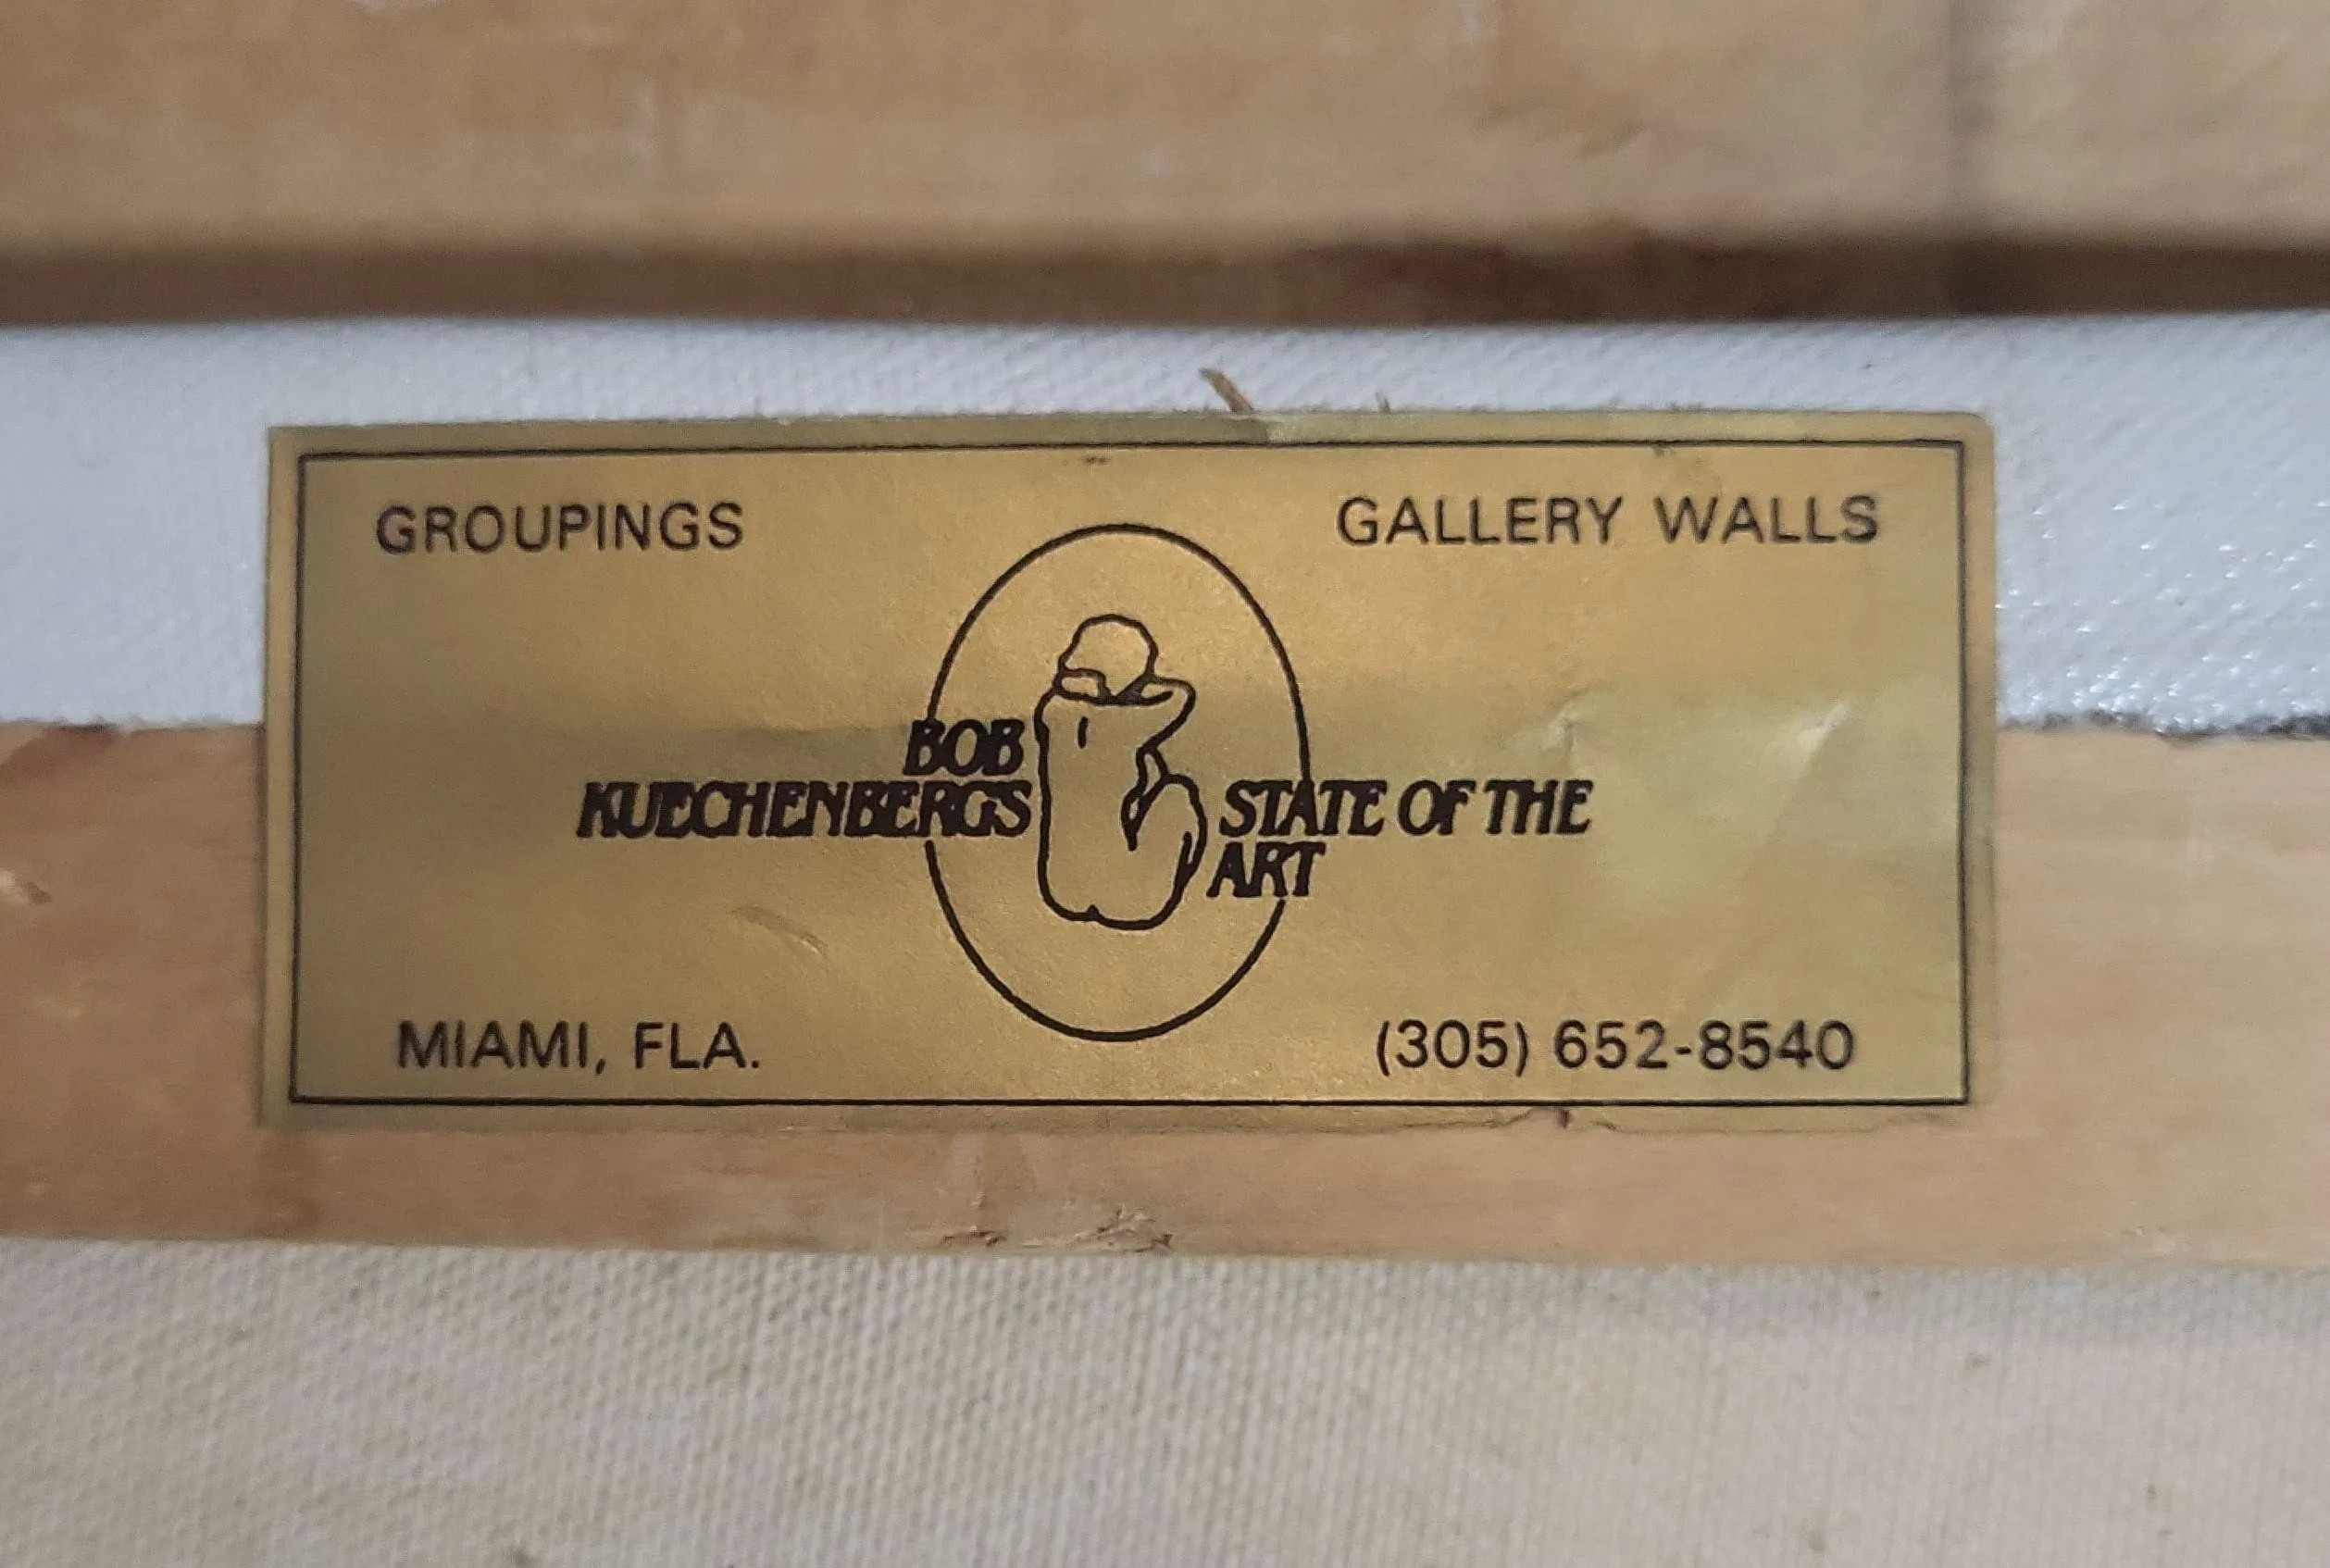 GROUPINGS
GALLERY WALLS
BOB
KUECHENBERGS
STATE OF THE
ART
MIAMI, FLA.
(305) 652-8540